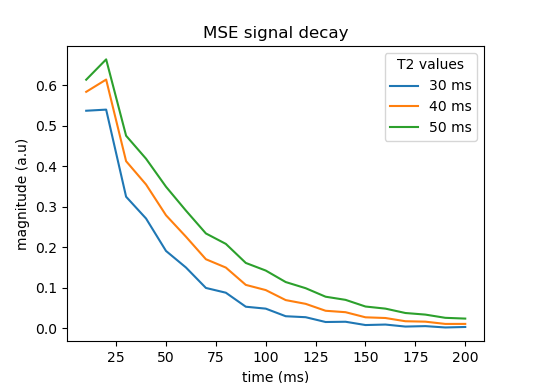 MSE signal decay
magnitude (a.u)
0.6
0.5
0.4
0.3
0.2
0.1
0.0
T2 values
30 ms
40 ms
50 ms
25 50 75 100 125 150 175 200
time (ms)